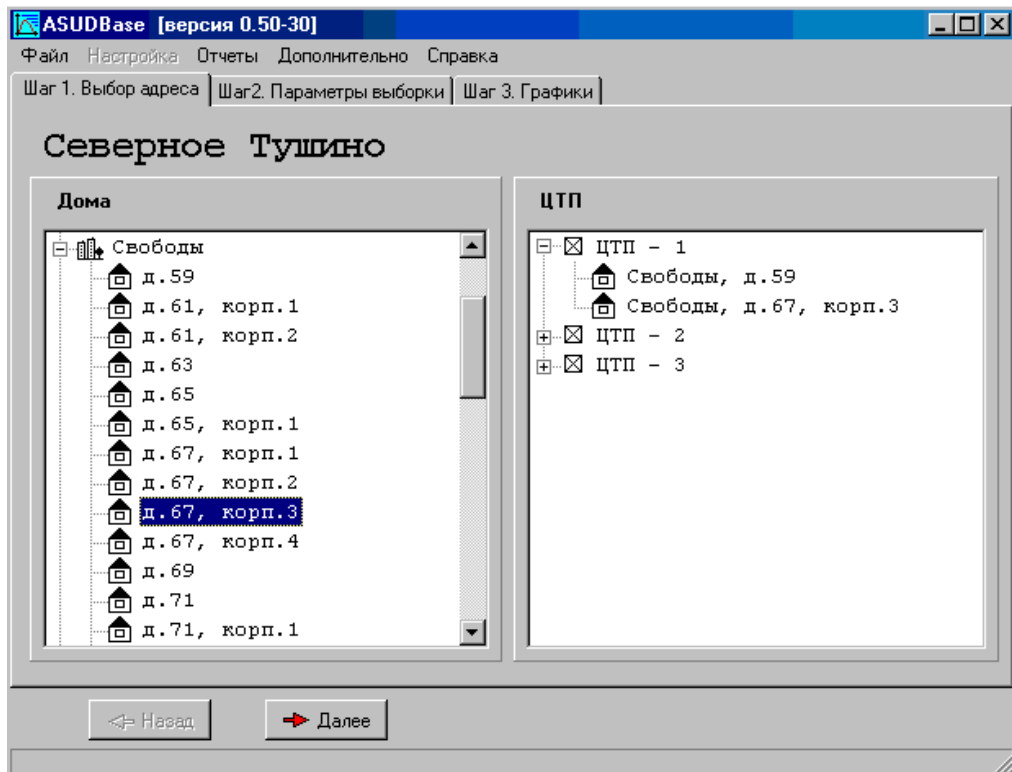 ASUDBase [версия 0.50-30]
Файл Настройка Отчеты Дополнительно Справка
Шаг 1. Выбор адреса Шаг2. Параметры выборки Шаг 3. Графики
Северное Тушино
Дома
Свободы
д.59
д.61, корп.1
д.61, корп.2
д.63
д.65
д.65, корп.1
д.67, корп.1
д.67, корп.2
д.67, корп.3
д.67, корп.4
д.69
д.71
д.71, корп.1
ЦТП
ЦТП - 1
Свободы, д.59
Свободы, д.67, корп.3
ЦТП - 2
ЦТП - 3
Назад Далее